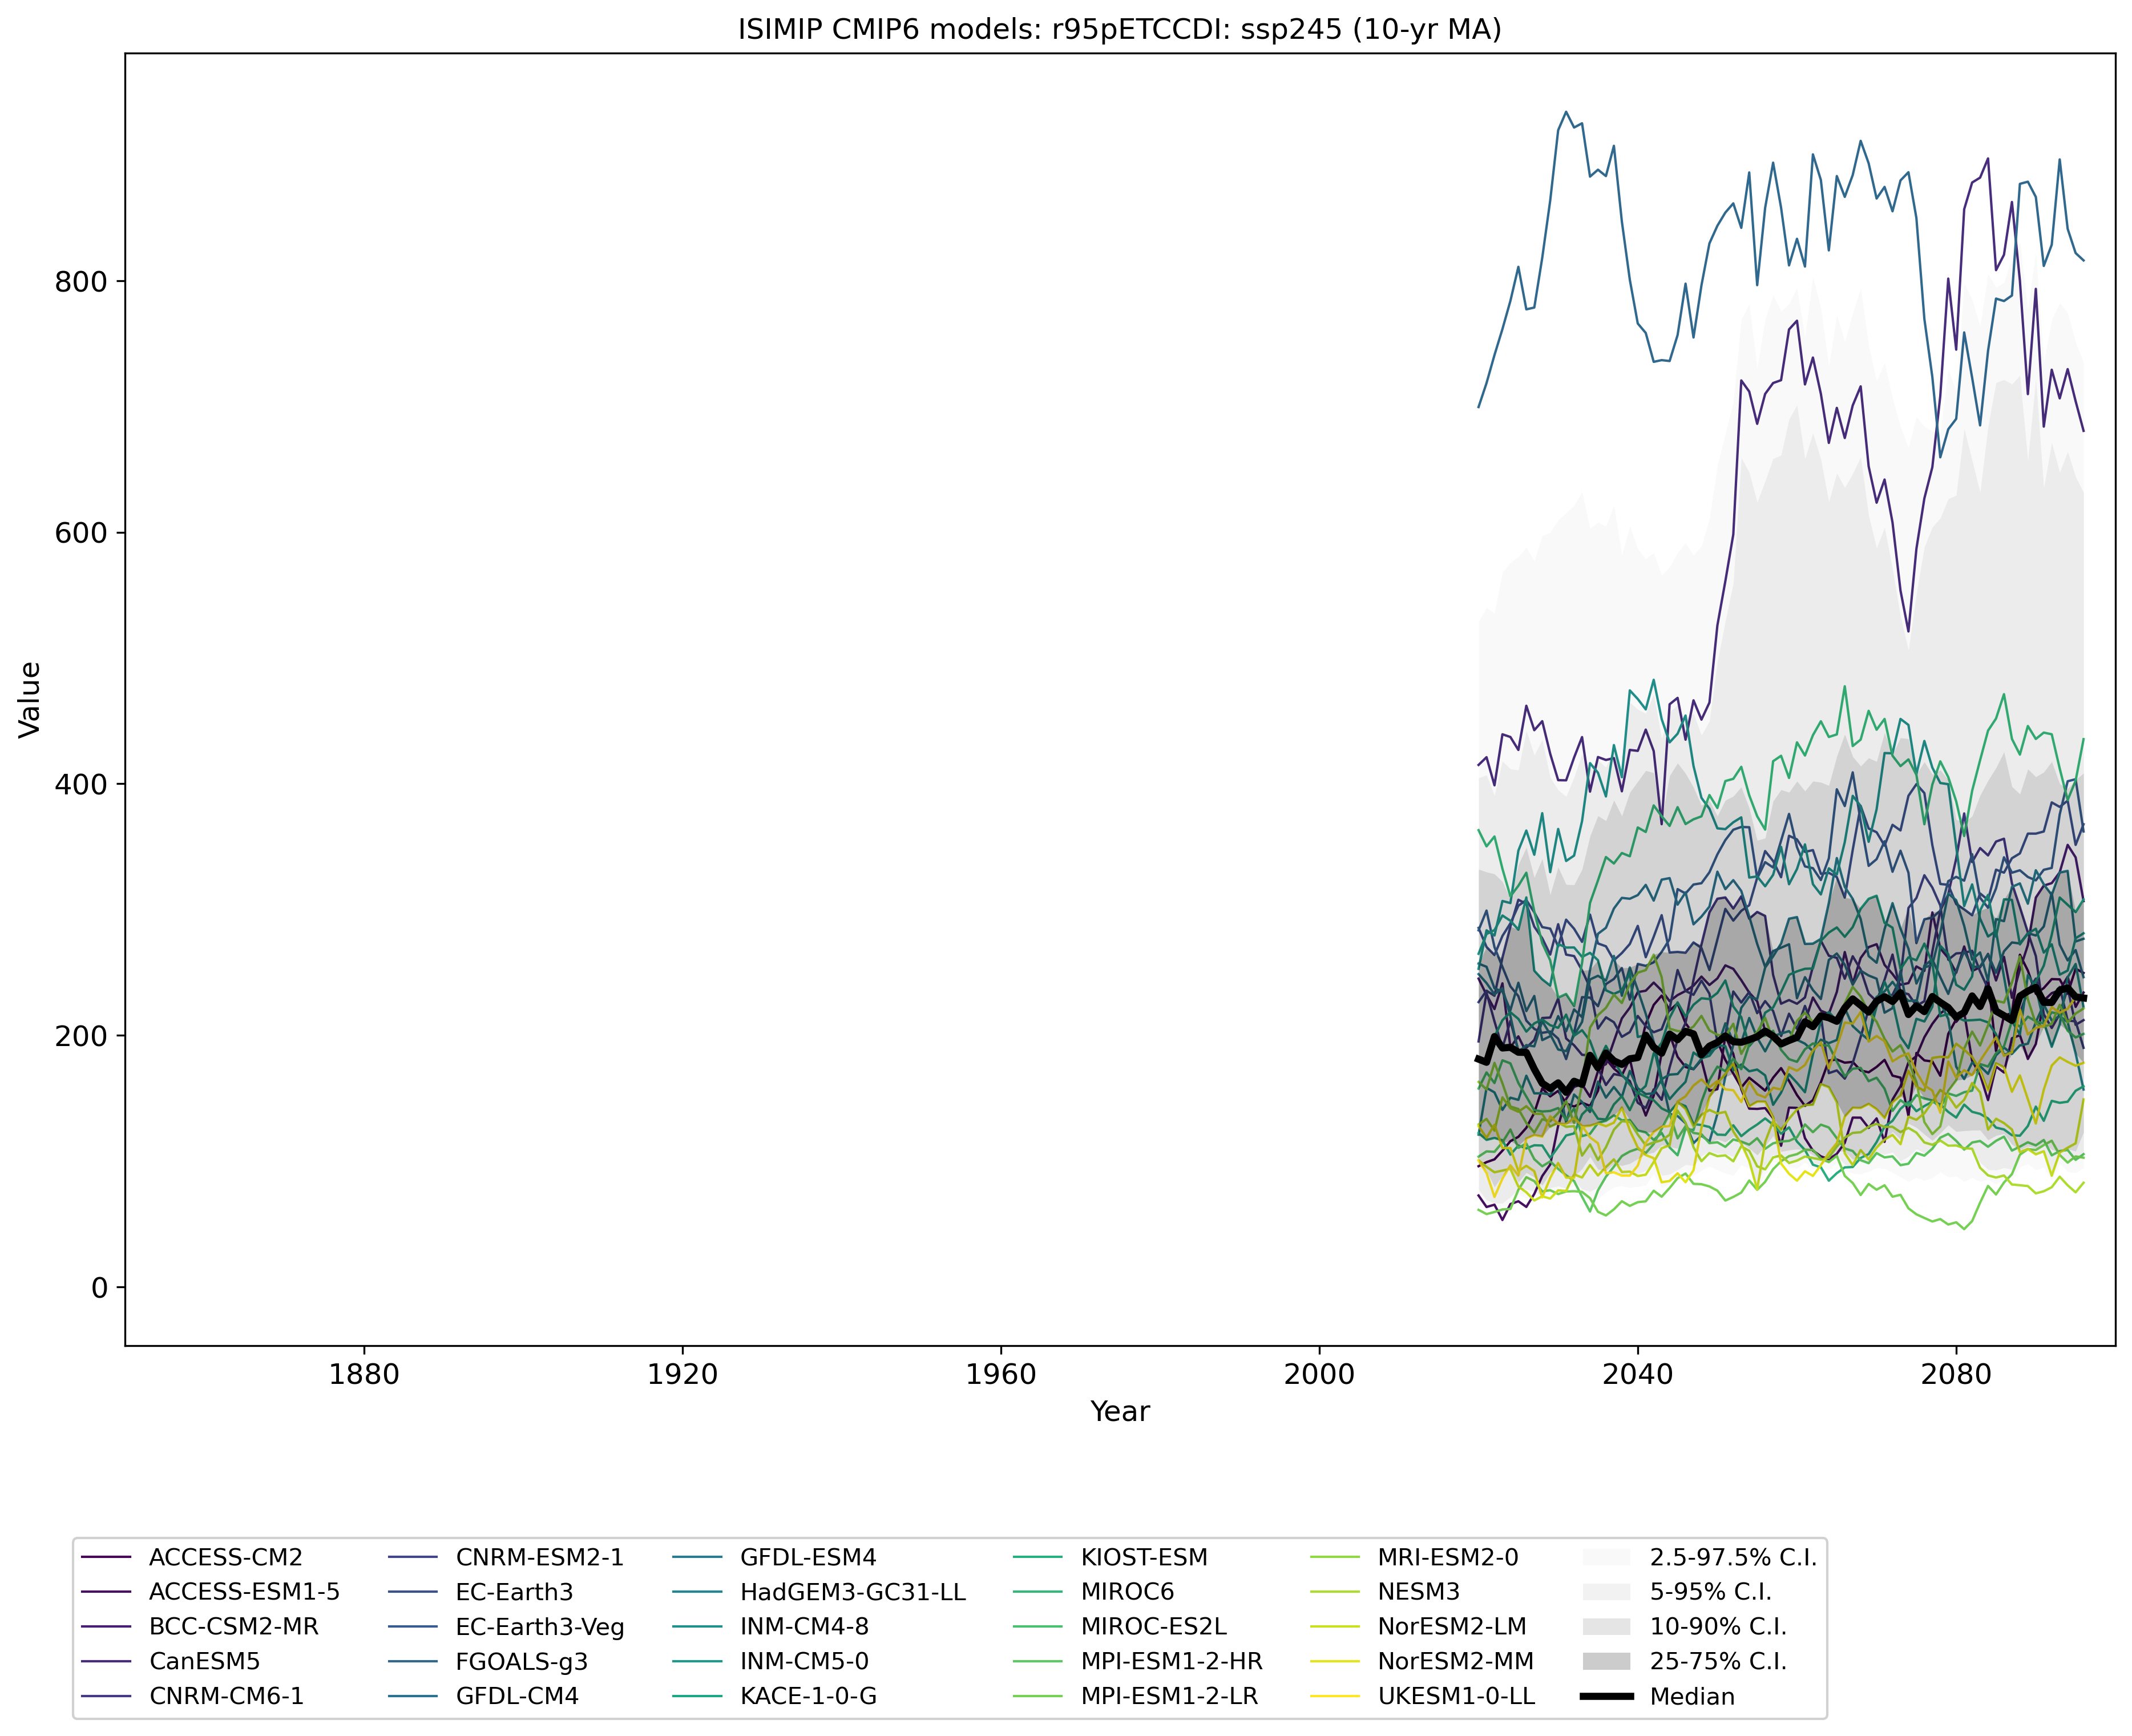 ISIMIP CMIP6 models: r95pETCCDI: ssp245 (10-yr MA)
800
600
400
200
0
Value
1880 1920 1960 2000 2040 2080
Year
ACCESS-CM2 CNRM-ESM2-1 GFDL-ESM4 KIOST-ESM MRI-ESM2-0 2.5-97.5% C.I.
ACCESS-ESM1-5 EC-Earth3 HadGEM3-GC31-LL MIROC6 NESM3 5-95% C.I.
BCC-CSM2-MR EC-Earth3-Veg INM-CM4-8 MIROC-ES2L NorESM2-LM 10-90% C.I.
CanESM5 FGOALS-g3 INM-CM5-0 MPI-ESM1-2-HR NorESM2-MM 25-75% C.I.
CNRM-CM6-1 GFDL-CM4 KACE-1-0-G MPI-ESM1-2-LR UKESM1-0-LL Median